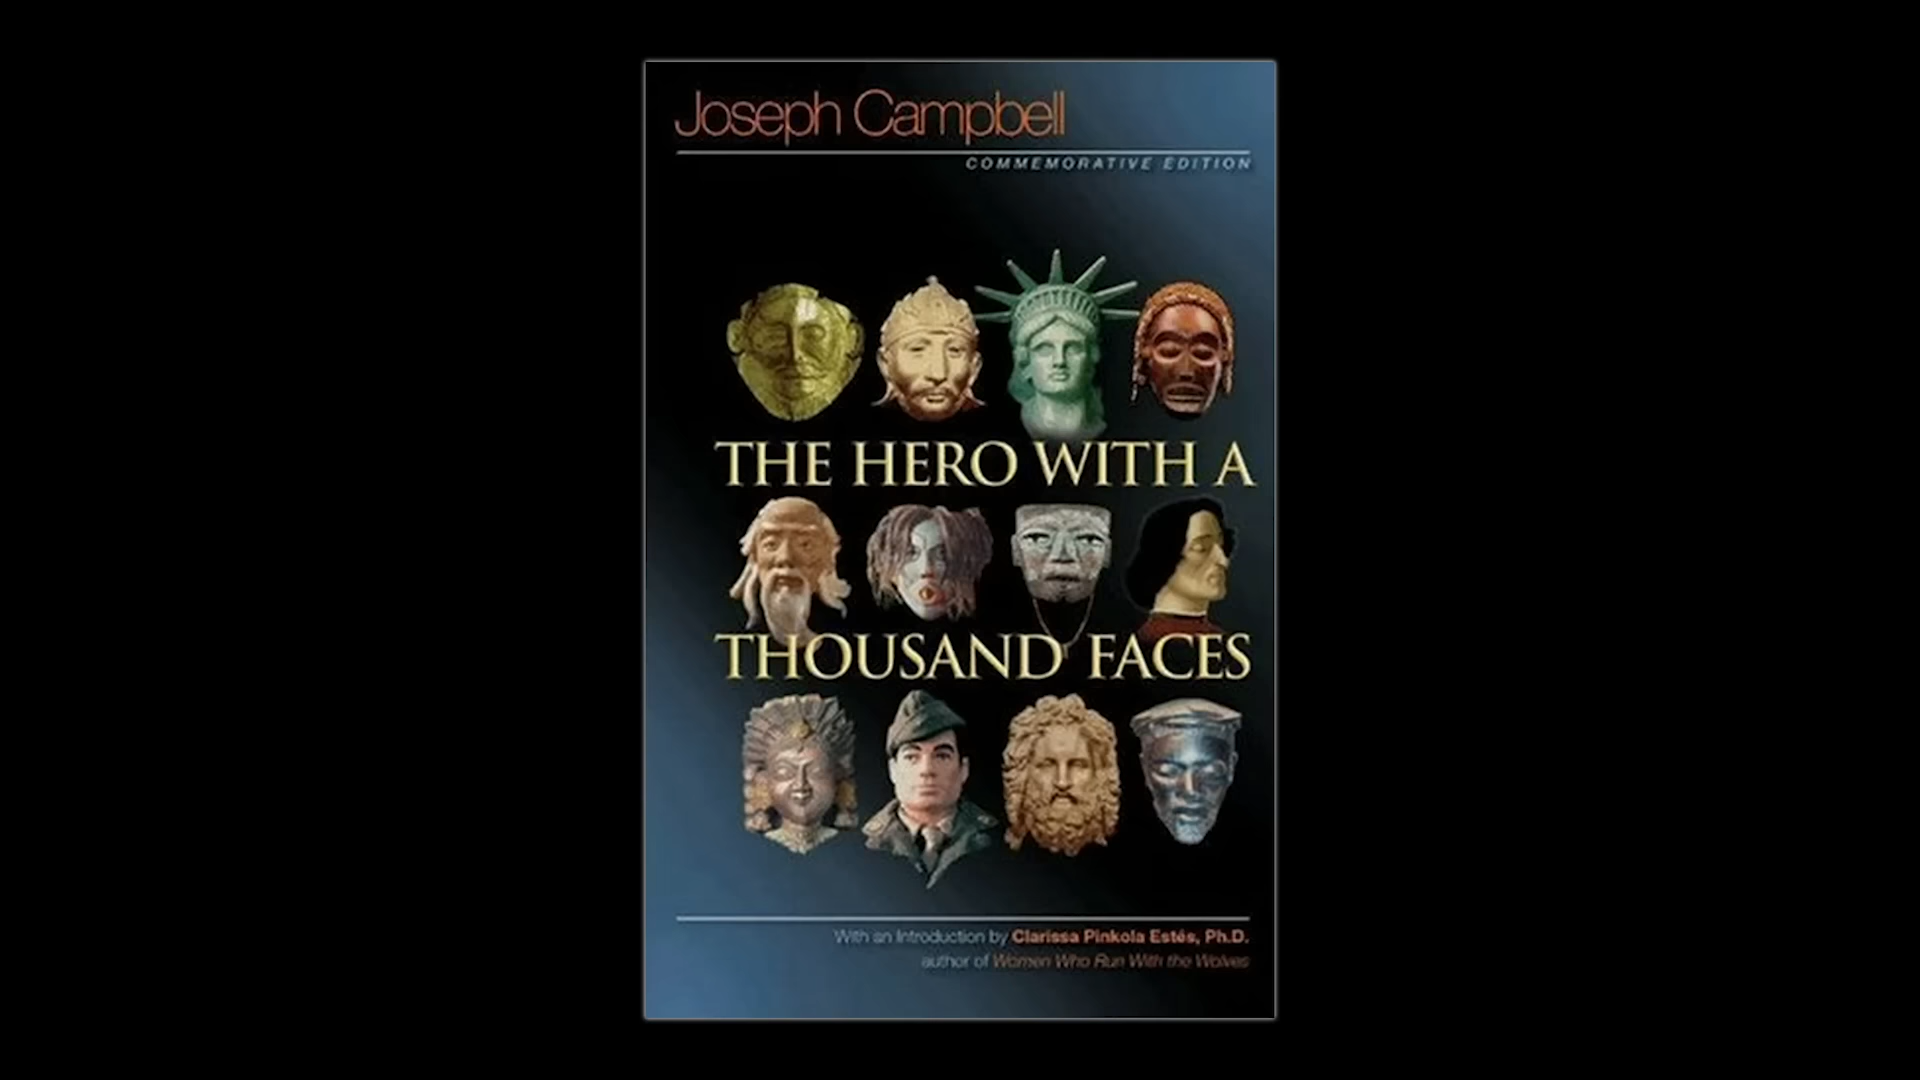 Joseph Campbell
COMMEMORATIVE EDITION
THE HERO WITH A
THOUSAND FACES
With an Introduction by Clarissa Pinkola Estés, Ph.D.
author of Women Who Run With the Wolves